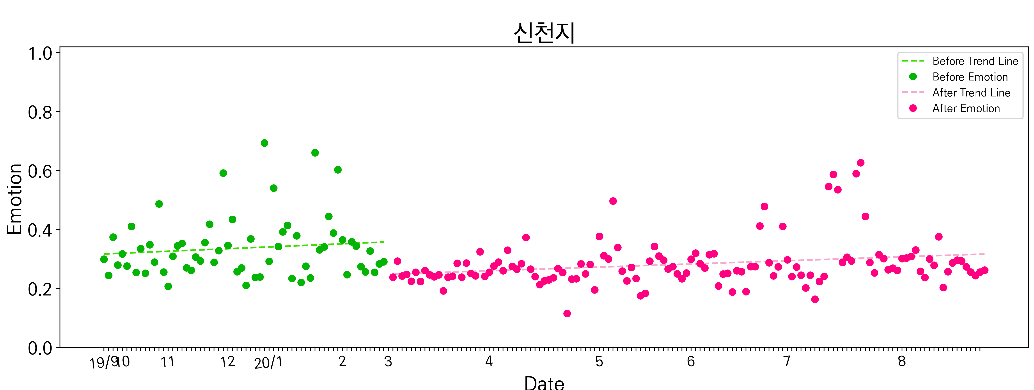 신천지
1.0
0.8
0.6
0.4
0.2
0.0
Emotion
Before Trend Line
Before Emotion
After Trend Line
After Emotion
19/9 10 11 12 20/1 2 3 4 5 6 7 8
Date